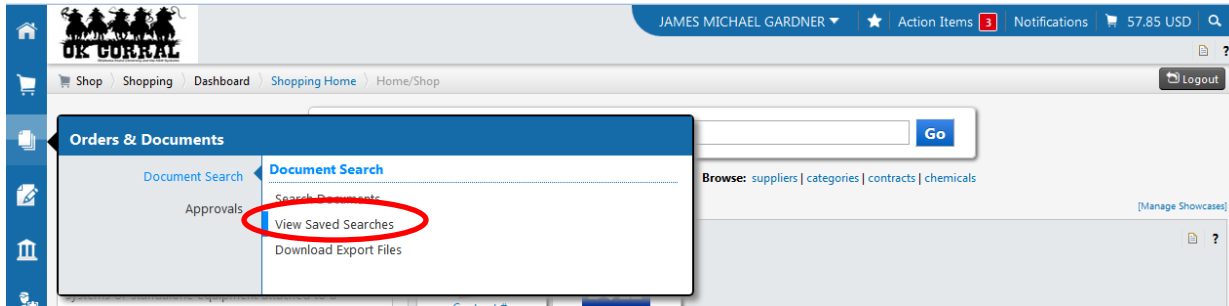 JAMES MICHAEL GARDNER Action Items 3 Notifications 57.85 USD
OK CORRAL
?
Shop Shopping Dashboard Shopping Home Home/Shop Logout
Orders & Documents
Go
Document Search
Document Search
Browse: suppliers | categories | contracts | chemicals
Approvals
Search Documents
[Manage Showcases]
View Saved Searches
?
Download Export Files